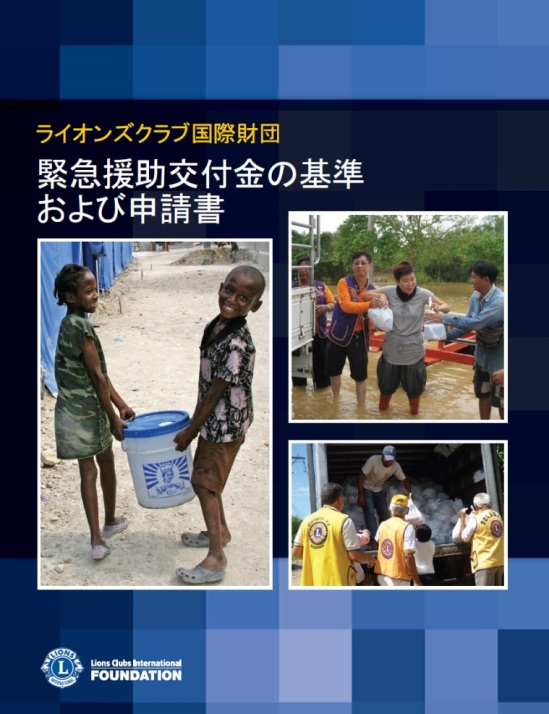 ライオンズクラブ国際財団
緊急援助交付金の基準
および申請書
LIONS
L
INTERNATIONAL
Lions Clubs International
FOUNDATION